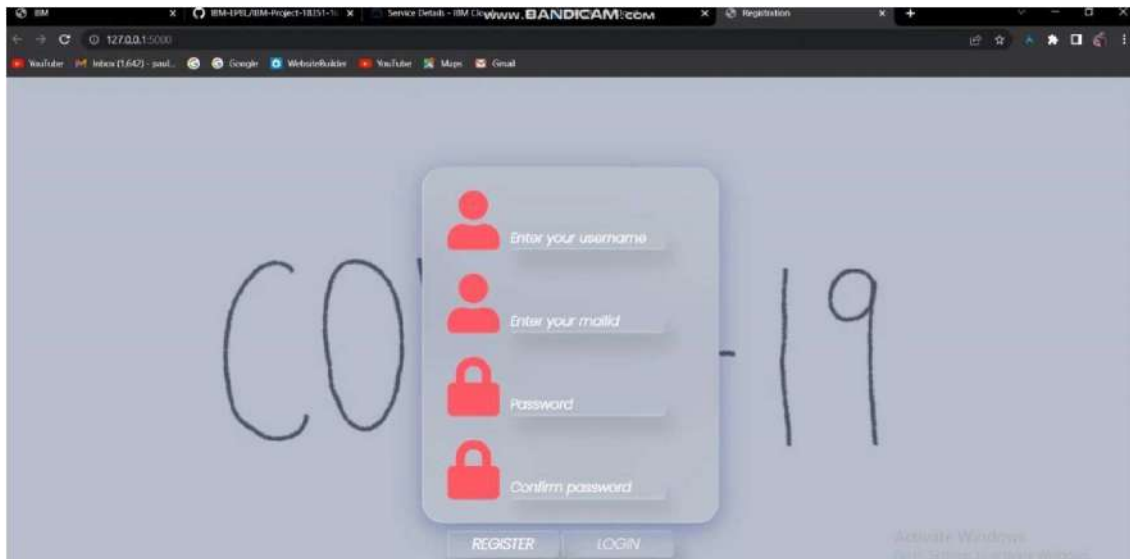 IBM
IBM-EPBL/IBM-Project-18351-1
Service Details - IBM Clo
www.BANDICAM.com
Registration
127.0.0.1:5000
YouTube
Inbox (1,642) - paul...
Google
WebsiteBuilder
YouTube
Maps
Gmail
Enter your username
Enter your mailid
CO
-19
Password
Confirm password
REGISTER
LOGIN
Activate Windows